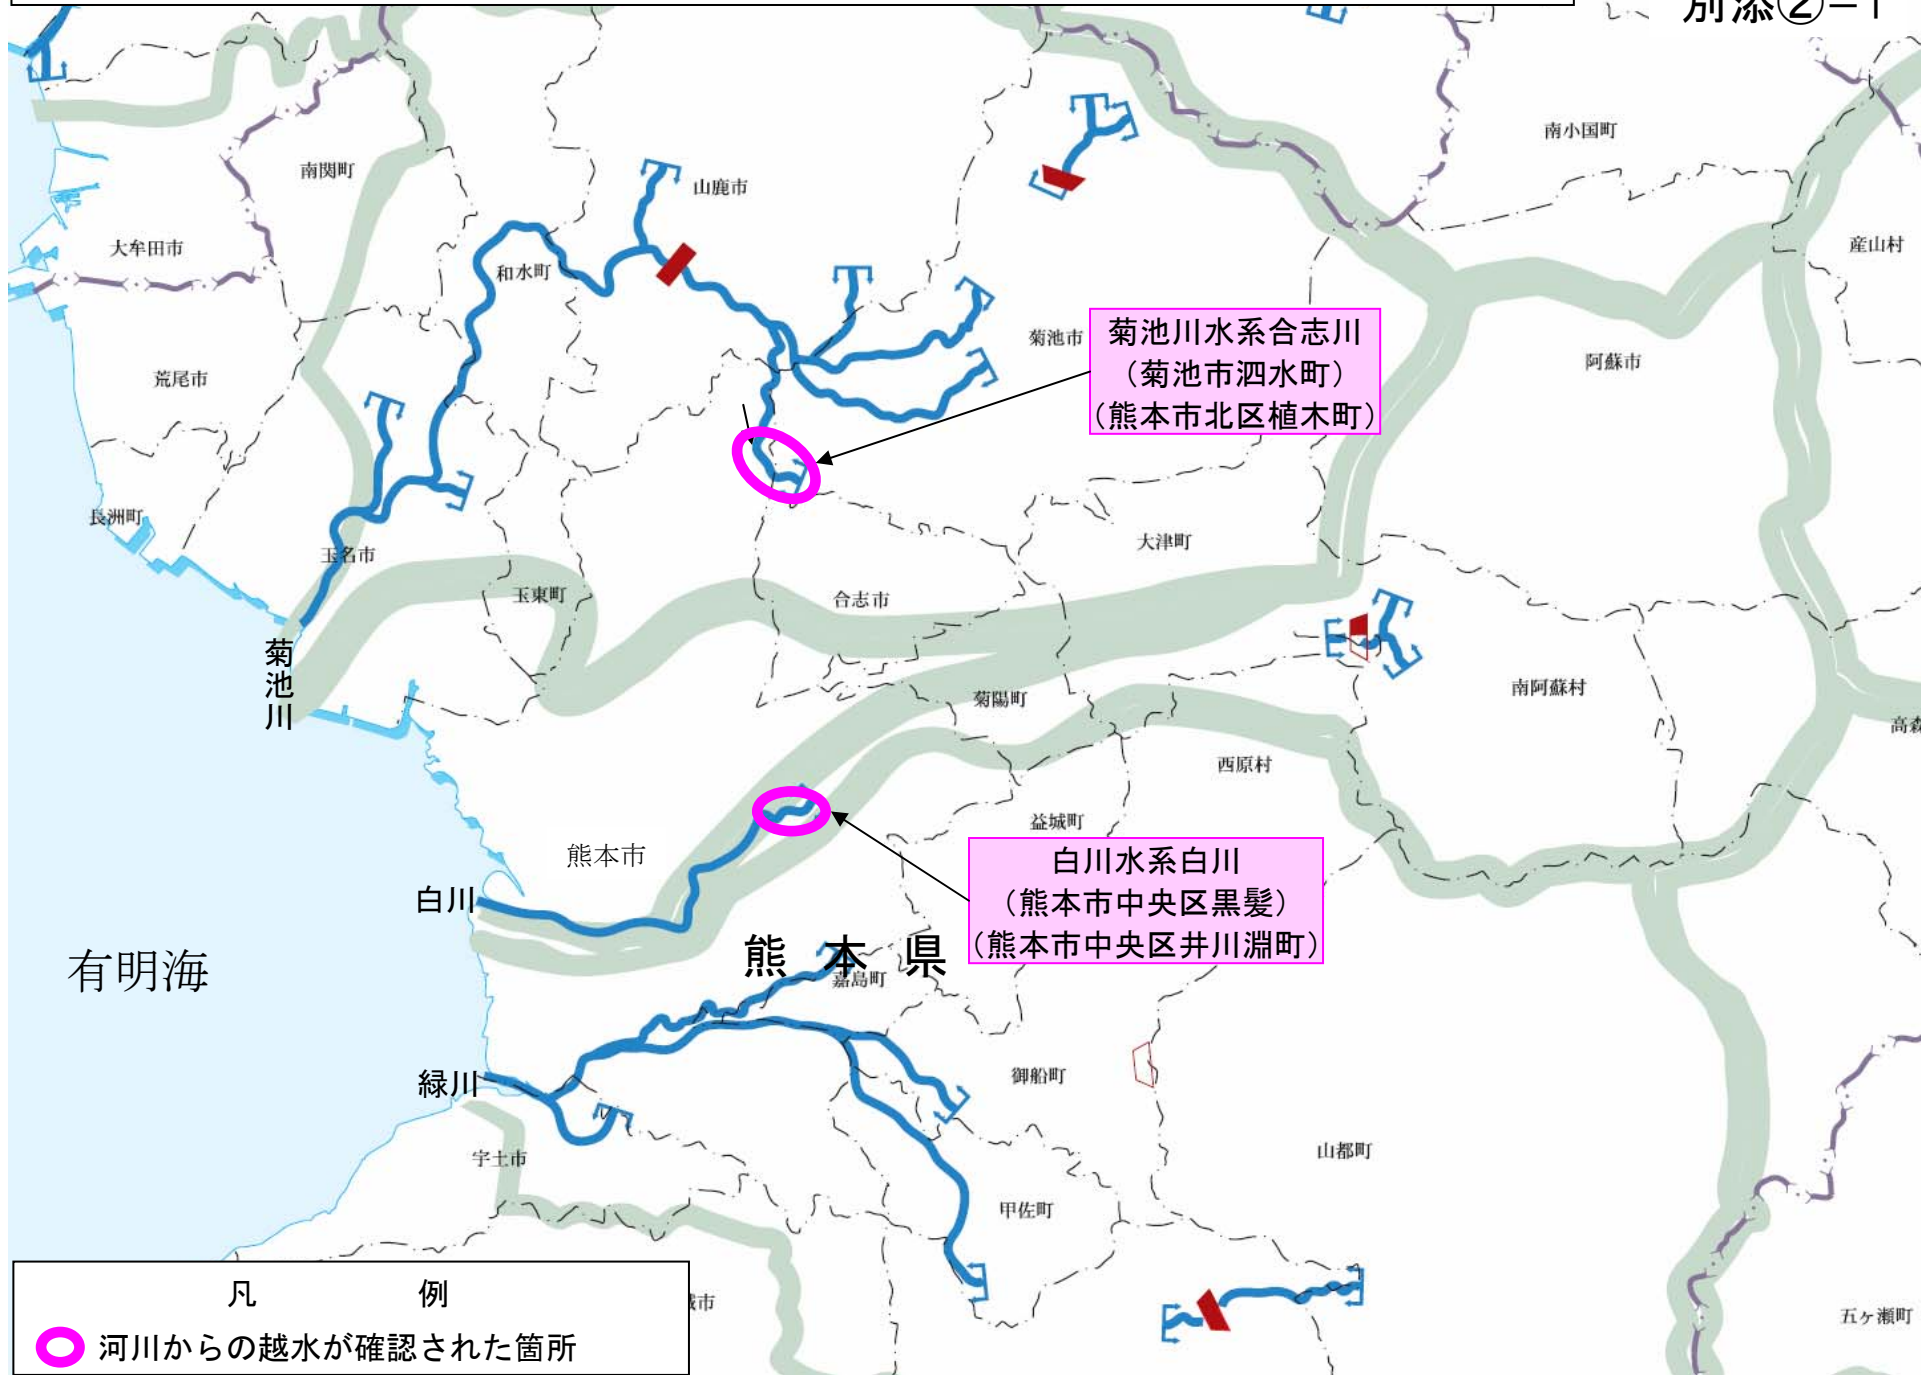 別添②−1
南小国町
南関町
山鹿市
大牟田市
産山村
和水町
菊池市
菊池川水系合志川
（菊池市泗水町）
（熊本市北区植木町）
阿蘇市
荒尾市
長洲町
大津町
玉名市
玉東町
合志市
菊池川
南阿蘇村
菊陽町
高森
西原村
益城町
熊本市
白川水系白川
（熊本市中央区黒髪）
（熊本市中央区井川淵町）
白川
熊本県
有明海
嘉島町
御船町
緑川
山都町
宇土市
甲佐町
凡例
市
五ヶ瀬町
河川からの越水が確認された箇所